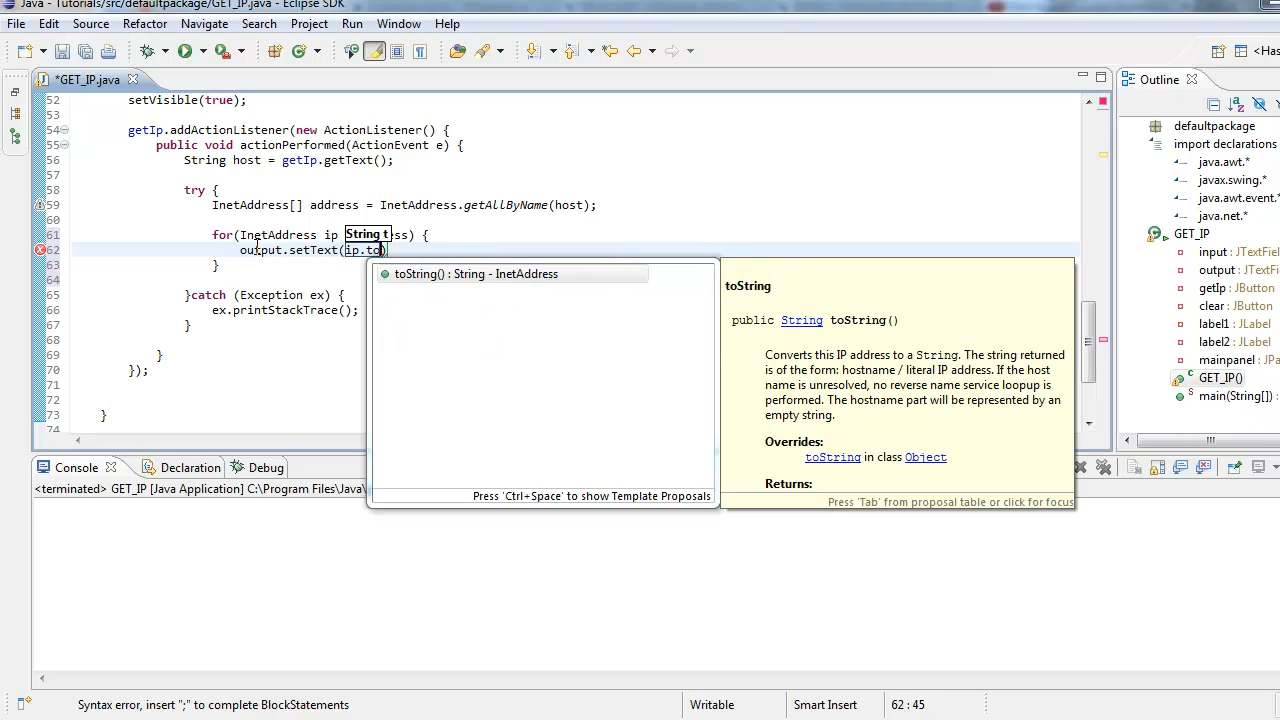 Java - Tutorials/src/defaultpackage/GET_IP.java - Eclipse SDK
File Edit Source Refactor Navigate Search Project Run Window Help
<Has
*GET_IP.java
52 setVisible(true);
53
54 getIp.addActionListener(new ActionListener() {
55 public void actionPerformed(ActionEvent e) {
56 String host = getIp.getText();
57
58 try {
59 InetAddress[] address = InetAddress.getAllByName(host);
60
61 for(InetAddress ip String t ess) {
62 output.setText(ip.to)
63 }
64
65 }catch (Exception ex) {
66 ex.printStackTrace();
67 }
68
69 }
70 });
71
72
73 }
74
toString() : String - InetAddress
Press 'Ctrl+Space' to show Template Proposals
toString
public String toString()
Converts this IP address to a String. The string returned
is of the form: hostname / literal IP address. If the host
name is unresolved, no reverse name service loopup is
performed. The hostname part will be represented by an
empty string.
Overrides:
toString in class Object
Returns:
Press 'Tab' from proposal table or click for focus
Outline
defaultpackage
import declarations
java.awt.*
javax.swing.*
java.awt.event.*
java.net.*
GET_IP
input : JTextFi
output : JTextF
getIp : JButton
clear : JButton
label1 : JLabel
label2 : JLabel
mainpanel : JPa
GET_IP()
main(String[])
Console Declaration Debug
<terminated> GET_IP [Java Application] C:\Program Files\Java\
Syntax error, insert ";" to complete BlockStatements
Writable
Smart Insert
62 : 45